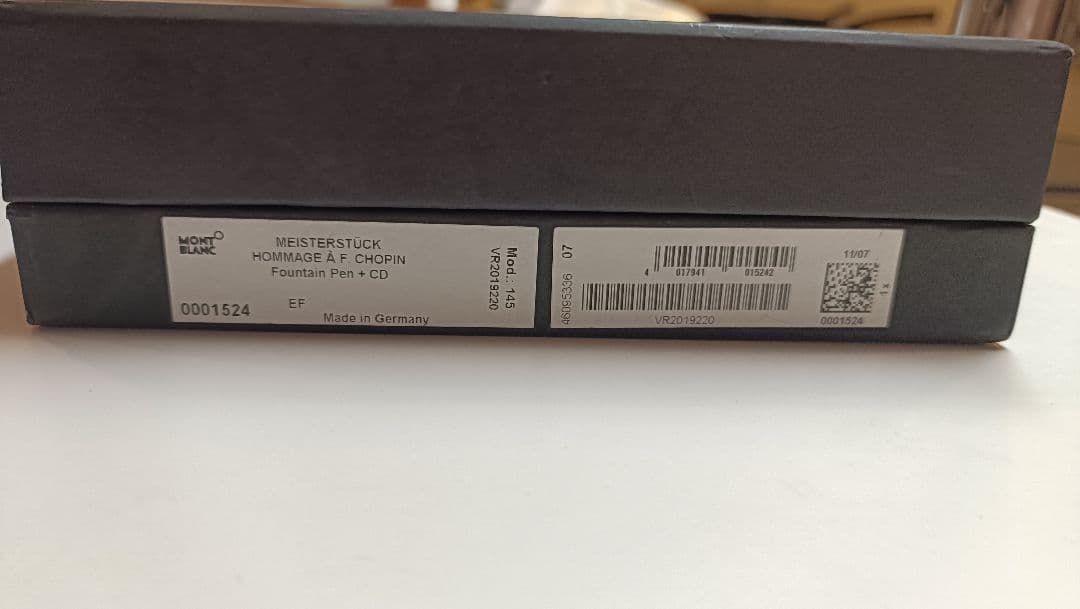 MONT
BLANC
MEISTERSTÜCK
HOMMAGE À F. CHOPIN
Fountain Pen + CD
EF
0001524
Made in Germany
Mod.: 145
VR2019220
46095336 07
4 017941 015242
VR2019220
11/07
1x
0001524